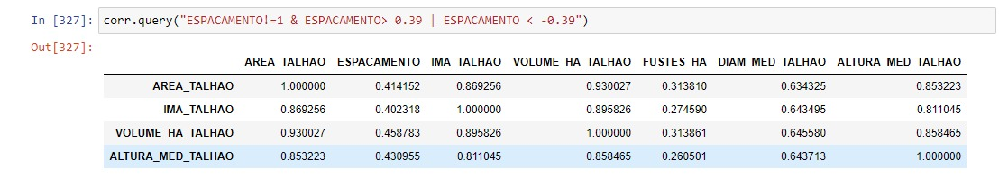 In [327]: corr.query("ESPACAMENTO!=1 & ESPACAMENTO> 0.39 | ESPACAMENTO < -0.39")
Out[327]:
AREA_TALHAO ESPACAMENTO IMA_TALHAO VOLUME_HA_TALHAO FUSTES_HA DIAM_MED_TALHAO ALTURA_MED_TALHAO
AREA_TALHAO 1.000000 0.414152 0.869256 0.930027 0.313810 0.634325 0.853223
IMA_TALHAO 0.869256 0.402318 1.000000 0.895826 0.274590 0.643495 0.811045
VOLUME_HA_TALHAO 0.930027 0.458783 0.895826 1.000000 0.313861 0.645580 0.858465
ALTURA_MED_TALHAO 0.853223 0.430955 0.811045 0.858465 0.260501 0.643713 1.000000